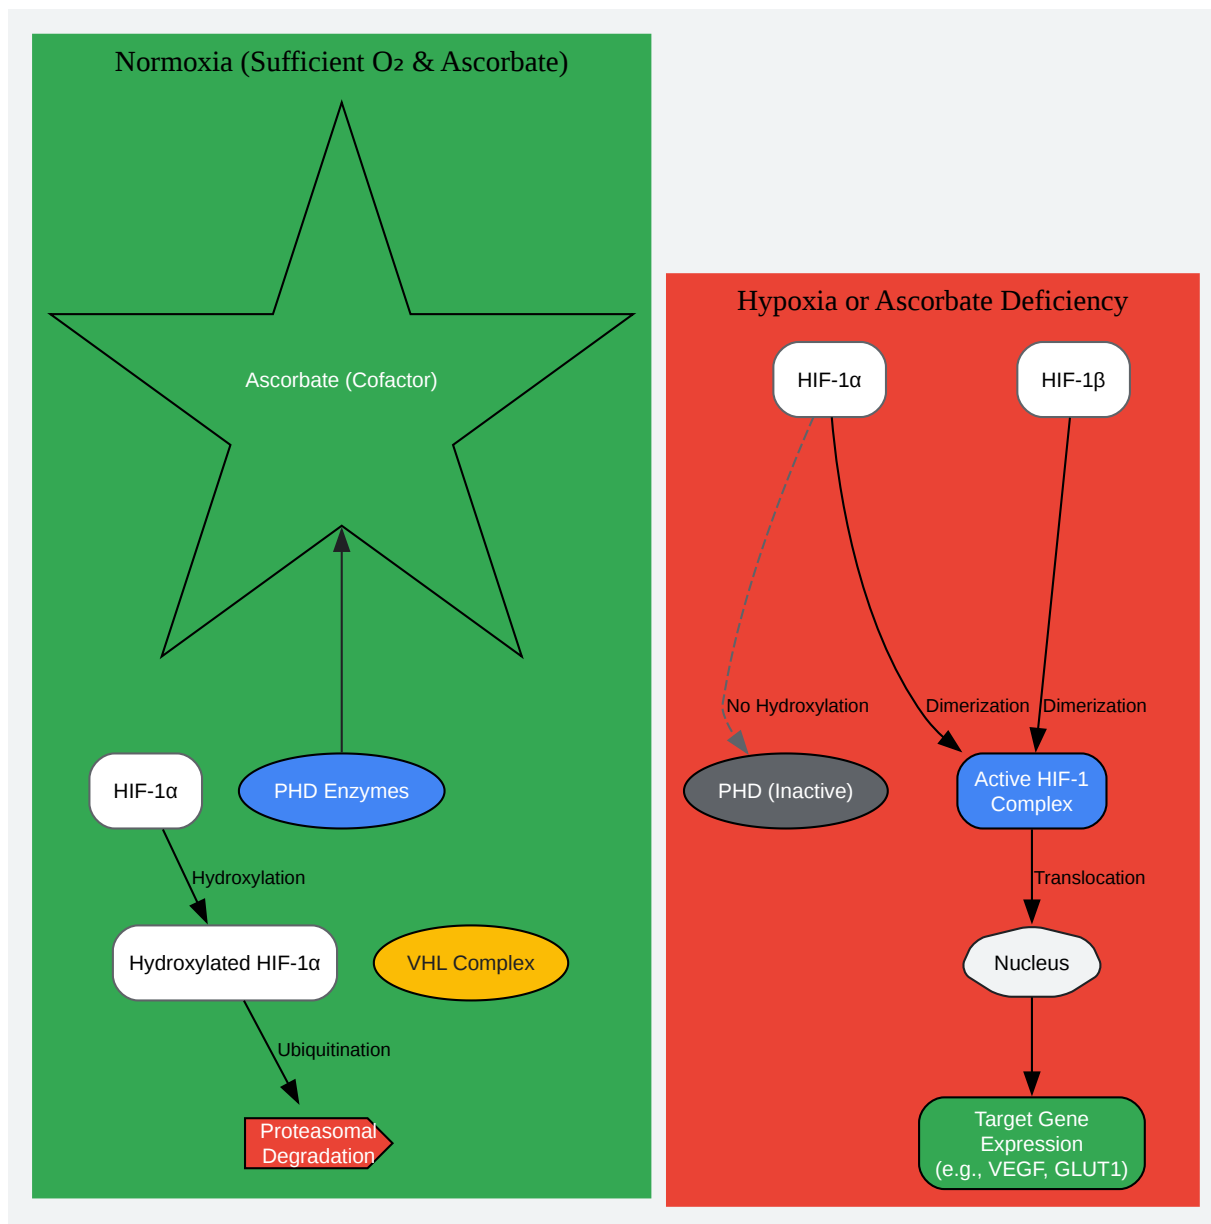 Normoxia (Sufficient O₂ & Ascorbate)
Ascorbate (Cofactor)
HIF-1α
PHD Enzymes
Hydroxylation
Hydroxylated HIF-1α
VHL Complex
Ubiquitination
Proteasomal
Degradation
Hypoxia or Ascorbate Deficiency
HIF-1α
HIF-1β
No Hydroxylation
Dimerization
Dimerization
PHD (Inactive)
Active HIF-1
Complex
Translocation
Nucleus
Target Gene
Expression
(e.g., VEGF, GLUT1)